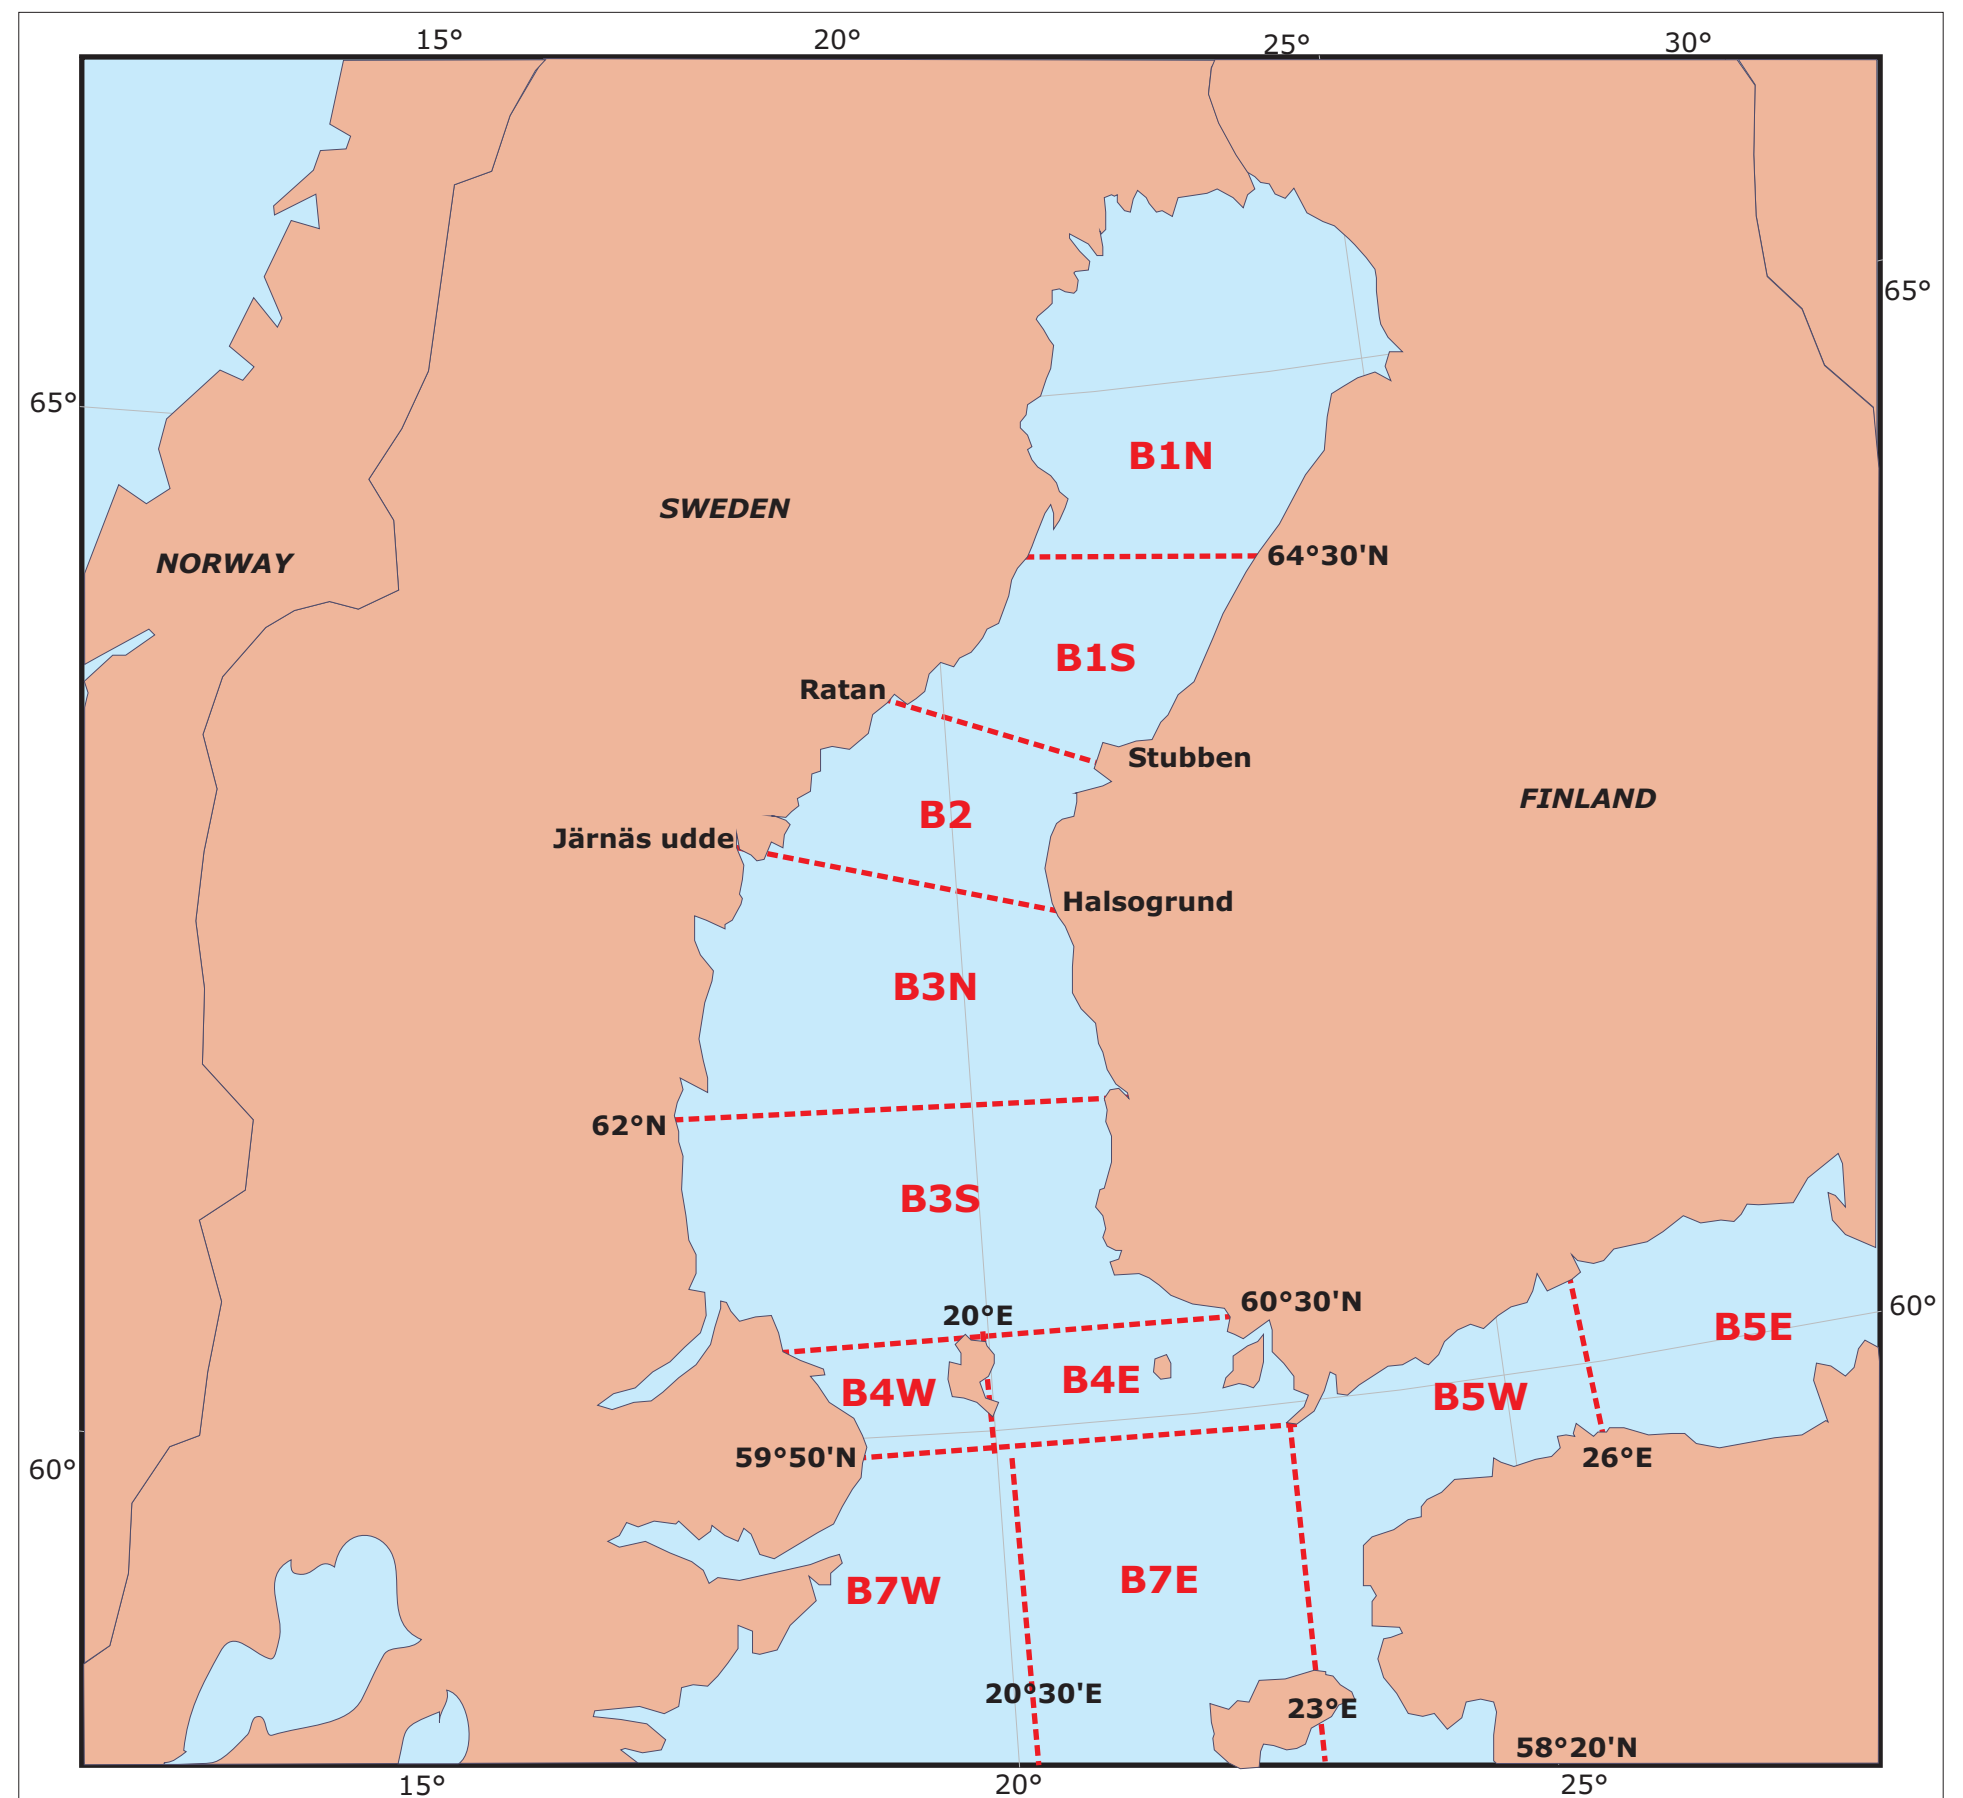 15°
20°
25°
30°
65°
65°
B1N
SWEDEN
NORWAY
64°30'N
B1S
Ratan
Stubben
FINLAND
B2
Järnäs udde
Halsogrund
B3N
62°N
B3S
60°30'N
60°
20°E
B5E
B4E
B4W
B5W
59°50'N
26°E
60°
B7E
B7W
20°30'E
23°E
58°20'N
15°
20°
25°